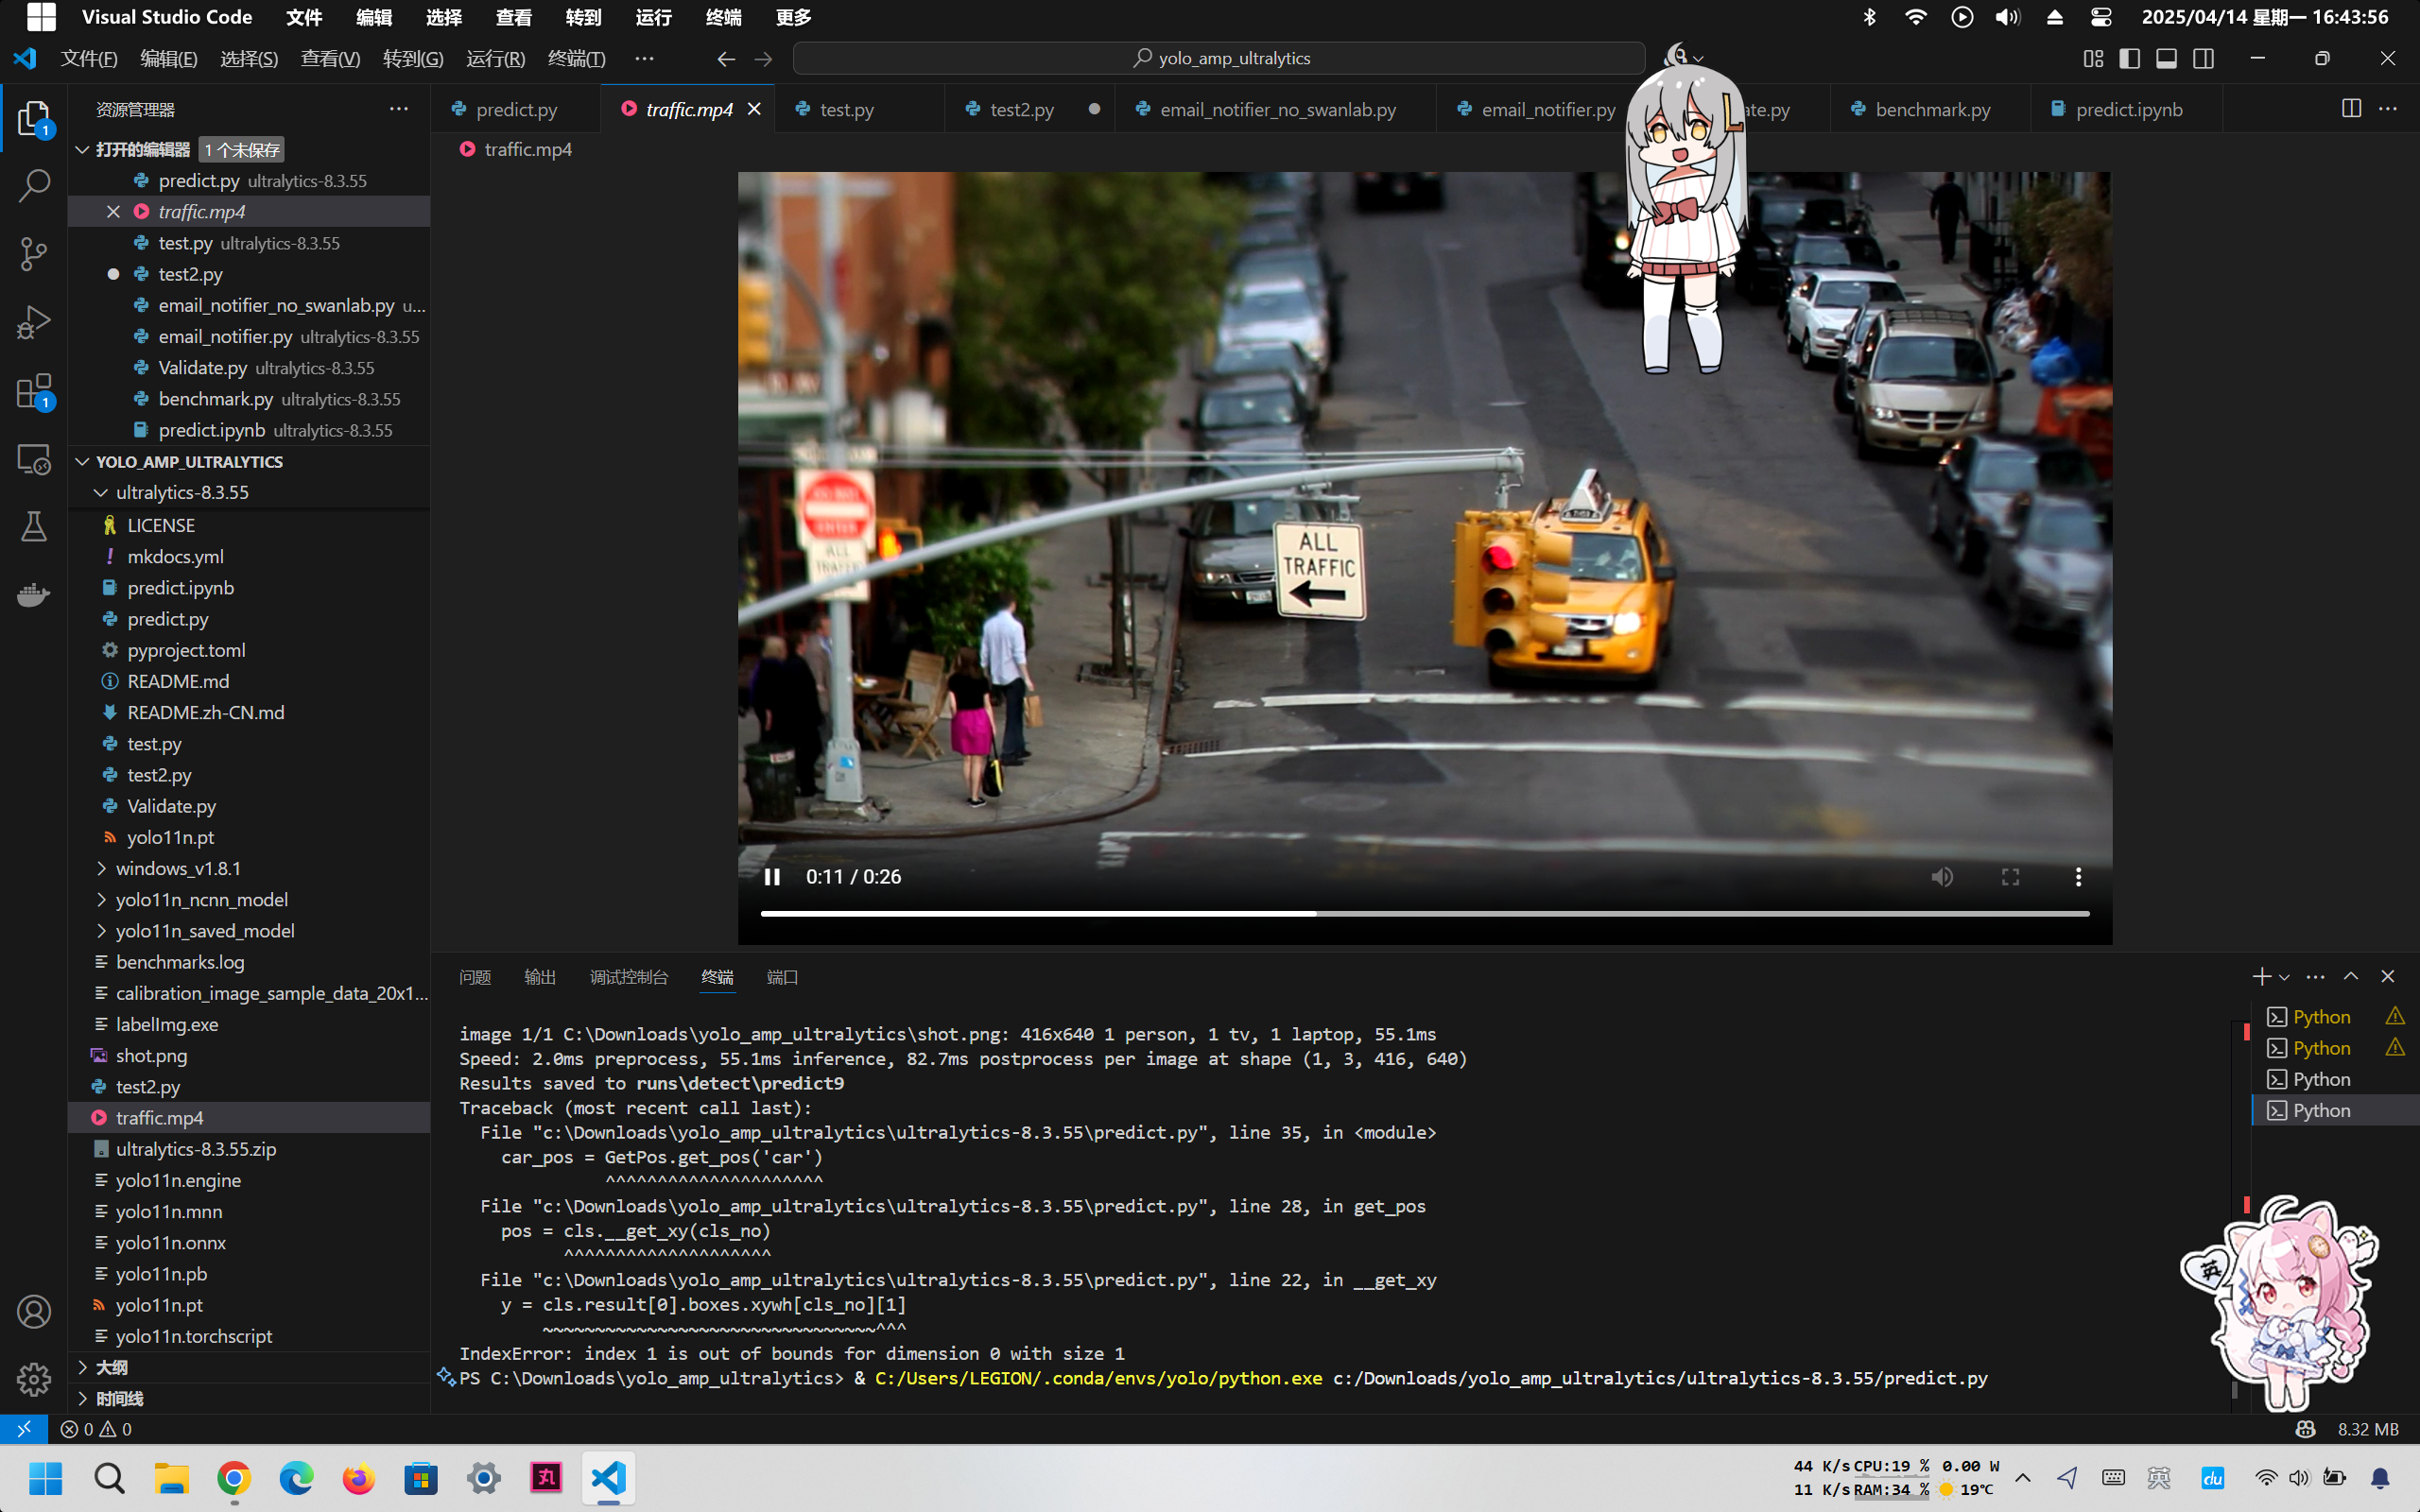 Visual Studio Code 文件 编辑 选择 查看 转到 运行 终端 更多
2025/04/14 星期一 16:43:56
文件(F) 编辑(E) 选择(S) 查看(V) 转到(G) 运行(R) 终端(T) ···
yolo_amp_ultralytics
资源管理器
predict.py
traffic.mp4
test.py
test2.py
email_notifier_no_swanlab.py
email_notifier.py
ate.py
benchmark.py
predict.ipynb
traffic.mp4
1
打开的编辑器 1 个未保存
predict.py ultralytics-8.3.55
traffic.mp4
test.py ultralytics-8.3.55
test2.py
email_notifier_no_swanlab.py u...
email_notifier.py ultralytics-8.3.55
Validate.py ultralytics-8.3.55
benchmark.py ultralytics-8.3.55
predict.ipynb ultralytics-8.3.55
1
YOLO_AMP_ULTRALYTICS
ultralytics-8.3.55
LICENSE
mkdocs.yml
predict.ipynb
predict.py
pyproject.toml
README.md
README.zh-CN.md
test.py
test2.py
Validate.py
yolo11n.pt
windows_v1.8.1
yolo11n_ncnn_model
yolo11n_saved_model
benchmarks.log
calibration_image_sample_data_20x1...
labelImg.exe
shot.png
test2.py
traffic.mp4
ultralytics-8.3.55.zip
yolo11n.engine
yolo11n.mnn
yolo11n.onnx
yolo11n.pb
yolo11n.pt
yolo11n.torchscript
大纲
时间线
L
ENTER
ALL
TRAFFIC
ALL
TRAFFIC
0:11 / 0:26
问题 输出 调试控制台 终端 端口
image 1/1 C:\Downloads\yolo_amp_ultralytics\shot.png: 416x640 1 person, 1 tv, 1 laptop, 55.1ms
Speed: 2.0ms preprocess, 55.1ms inference, 82.7ms postprocess per image at shape (1, 3, 416, 640)
Results saved to runs\detect\predict9
Traceback (most recent call last):
File "c:\Downloads\yolo_amp_ultralytics\ultralytics-8.3.55\predict.py", line 35, in <module>
car_pos = GetPos.get_pos('car')
^^^^^^^^^^^^^^^^^^^^^
File "c:\Downloads\yolo_amp_ultralytics\ultralytics-8.3.55\predict.py", line 28, in get_pos
pos = cls.__get_xy(cls_no)
^^^^^^^^^^^^^^^^^^^^
File "c:\Downloads\yolo_amp_ultralytics\ultralytics-8.3.55\predict.py", line 22, in __get_xy
y = cls.result[0].boxes.xywh[cls_no][1]
~~~~~~~~~~~~~~~~~~~~~~~~~~~~~~~~^^^
IndexError: index 1 is out of bounds for dimension 0 with size 1
PS C:\Downloads\yolo_amp_ultralytics> & C:/Users/LEGION/.conda/envs/yolo/python.exe c:/Downloads/yolo_amp_ultralytics/ultralytics-8.3.55/predict.py
Python
Python
Python
Python
英
0 0
8.32 MB
丸
44 K/s CPU:19 % 0.00 W
11 K/s RAM:34 % 19℃
英
du